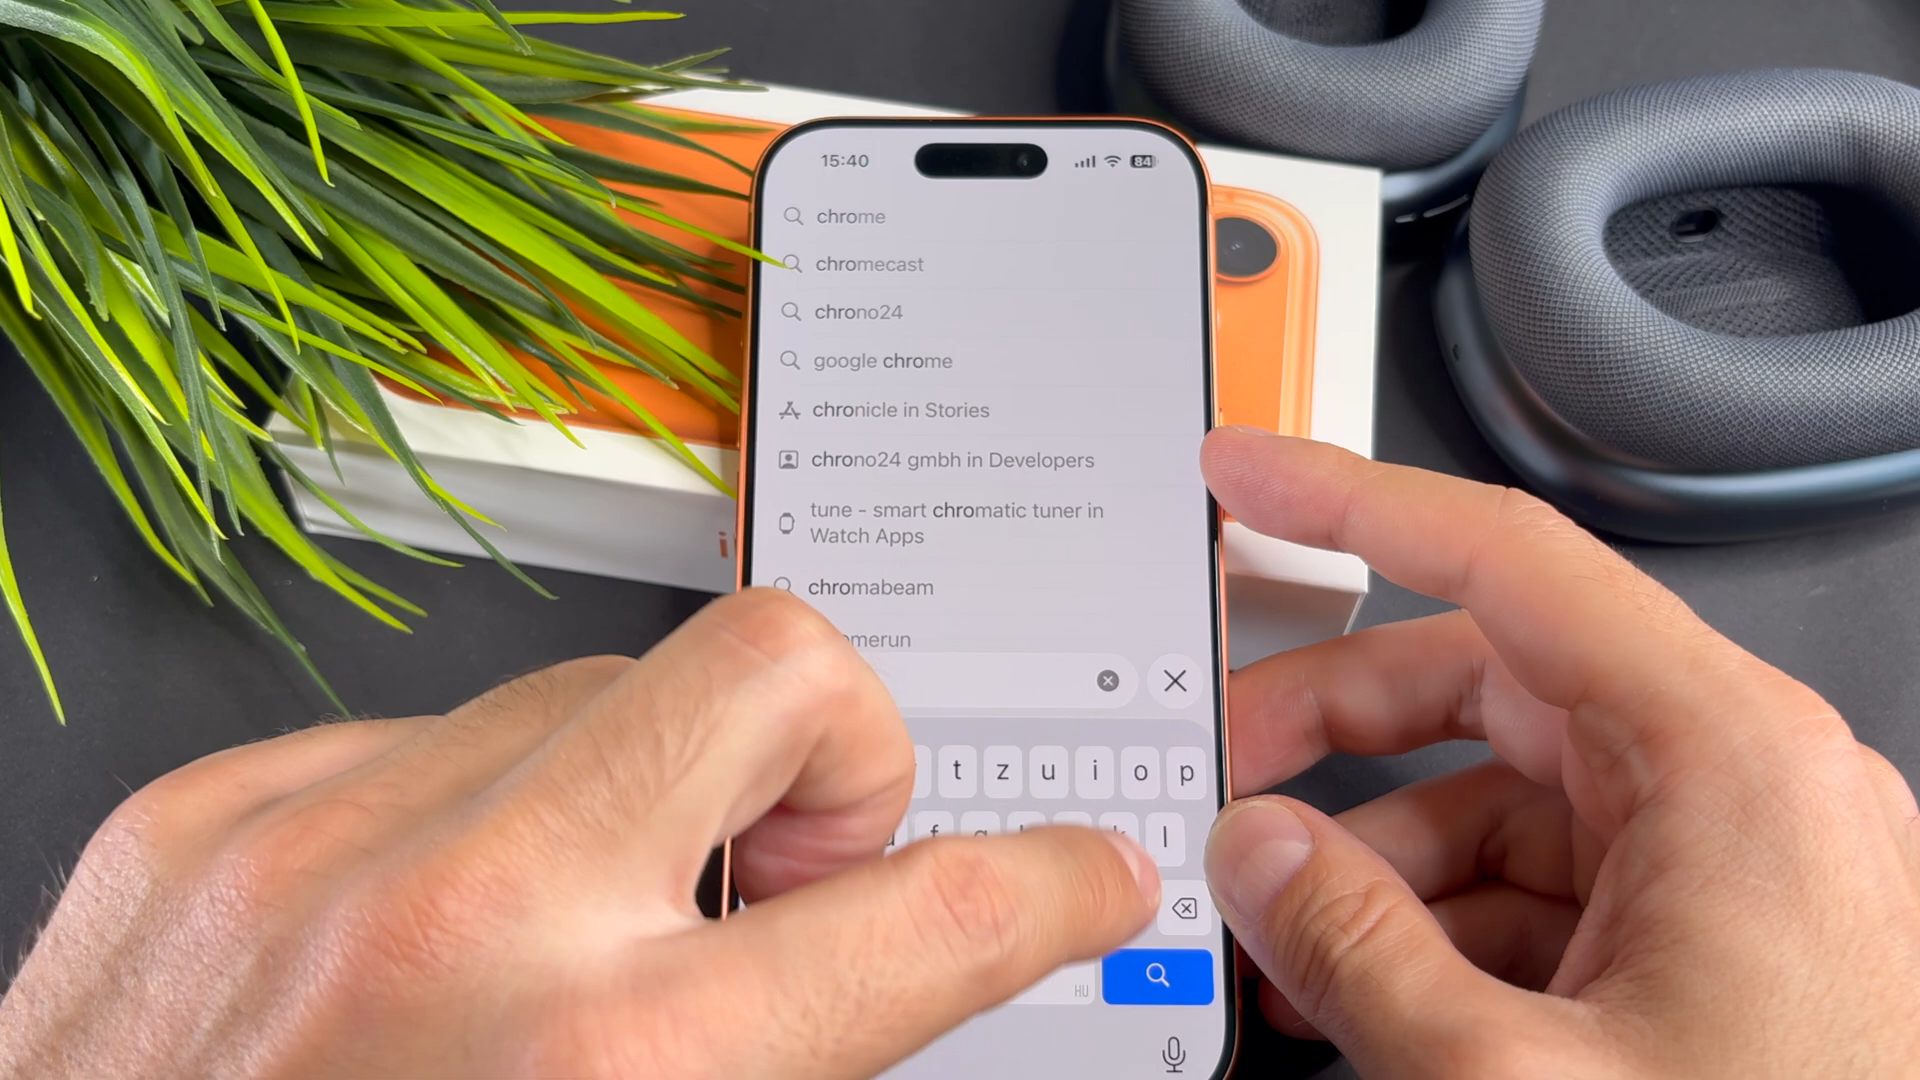 15:40
84
chrome
chromecast
chrono24
google chrome
chronicle in Stories
chrono24 gmbh in Developers
tune - smart chromatic tuner in
Watch Apps
chromabeam
t z u i o p
f g k l
HU